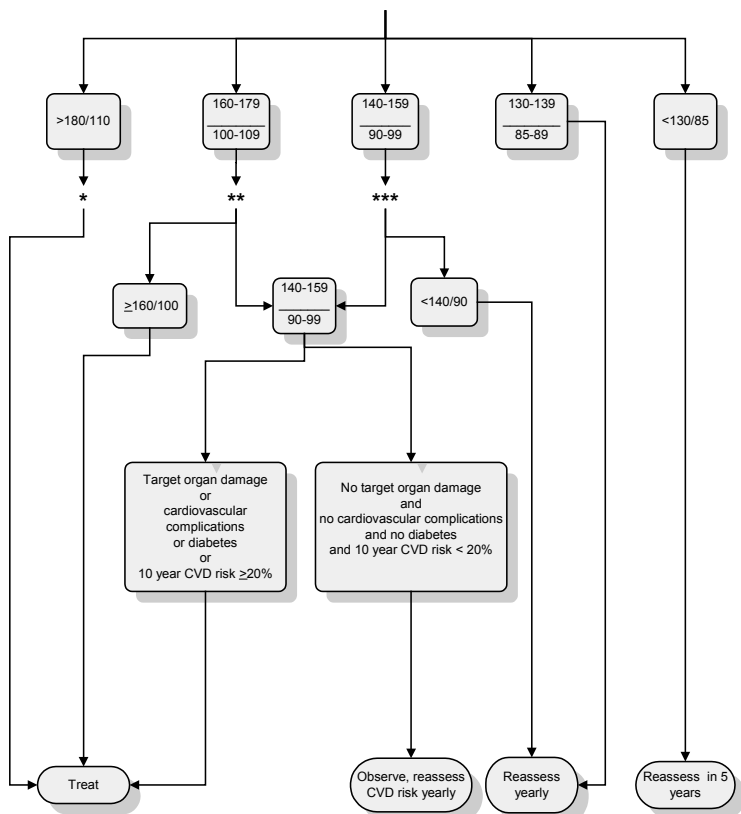 >180/110
160-179
100-109
140-159
90-99
130-139
85-89
<130/85
*
**
***
≥160/100
140-159
90-99
<140/90
Target organ damage
or
cardiovascular
complications
or diabetes
or
10 year CVD risk ≥20%
No target organ damage
and
no cardiovascular complications
and no diabetes
and 10 year CVD risk < 20%
Treat
Observe, reassess
CVD risk yearly
Reassess
yearly
Reassess in 5
years